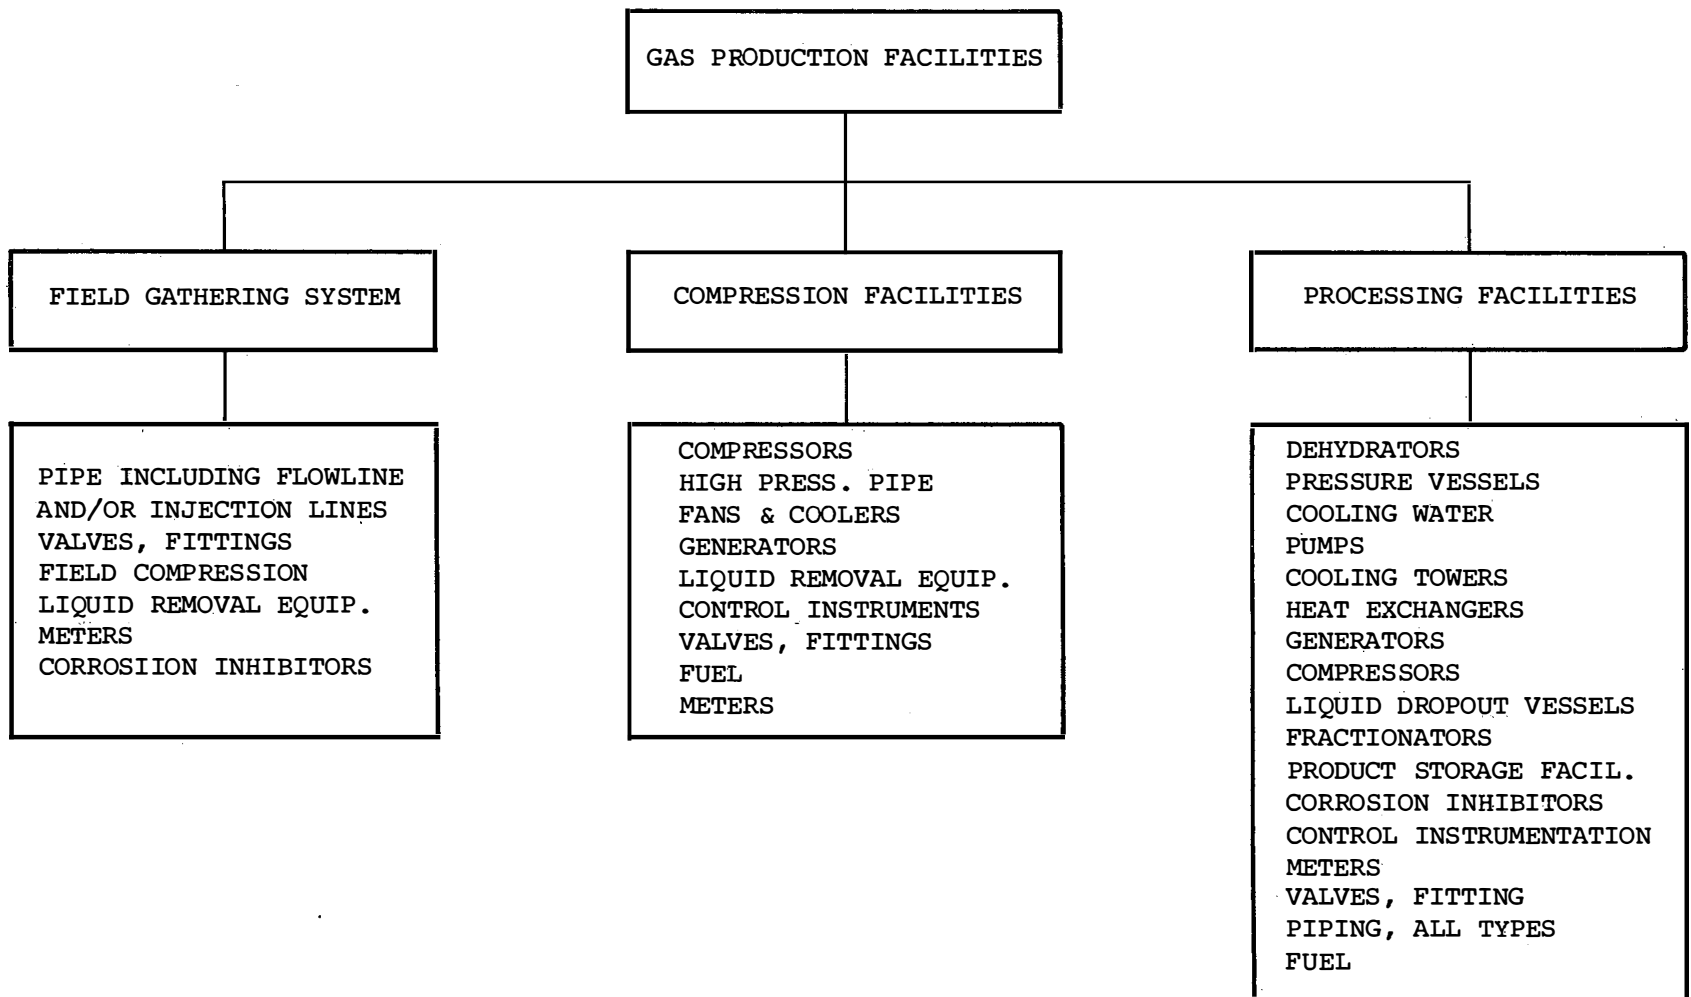 GAS PRODUCTION FACILITIES
FIELD GATHERING SYSTEM
COMPRESSION FACILITIES
PROCESSING FACILITIES
PIPE INCLUDING FLOWLINE
AND/OR INJECTION LINES
VALVES, FITTINGS
FIELD COMPRESSION
LIQUID REMOVAL EQUIP.
METERS
CORROSIION INHIBITORS
COMPRESSORS
HIGH PRESS. PIPE
FANS & COOLERS
GENERATORS
LIQUID REMOVAL EQUIP.
CONTROL INSTRUMENTS
VALVES, FITTINGS
FUEL
METERS
DEHYDRATORS
PRESSURE VESSELS
COOLING WATER
PUMPS
COOLING TOWERS
HEAT EXCHANGERS
GENERATORS
COMPRESSORS
LIQUID DROPOUT VESSELS
FRACTIONATORS
PRODUCT STORAGE FACIL.
CORROSION INHIBITORS
CONTROL INSTRUMENTATION
METERS
VALVES, FITTING
PIPING, ALL TYPES
FUEL